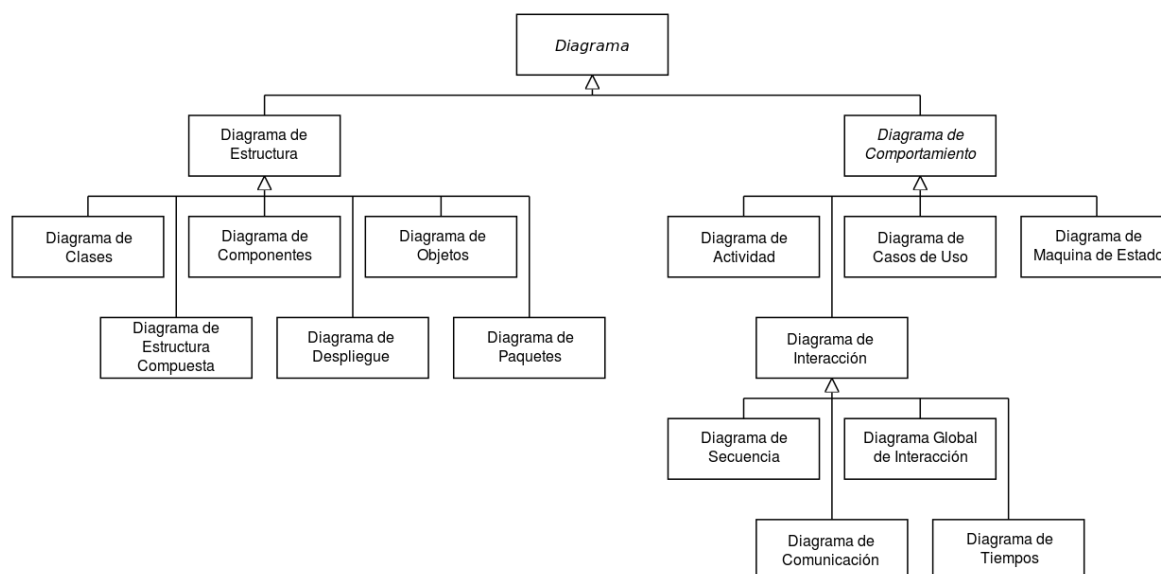 Diagrama
Diagrama de
Estructura
Diagrama de
Comportamiento
Diagrama de
Clases
Diagrama de
Componentes
Diagrama de
Objetos
Diagrama de
Actividad
Diagrama de
Casos de Uso
Diagrama de
Maquina de Estado
Diagrama de
Estructura
Compuesta
Diagrama de
Despliegue
Diagrama de
Paquetes
Diagrama de
Interacción
Diagrama de
Secuencia
Diagrama Global
de Interacción
Diagrama de
Comunicación
Diagrama de
Tiempos